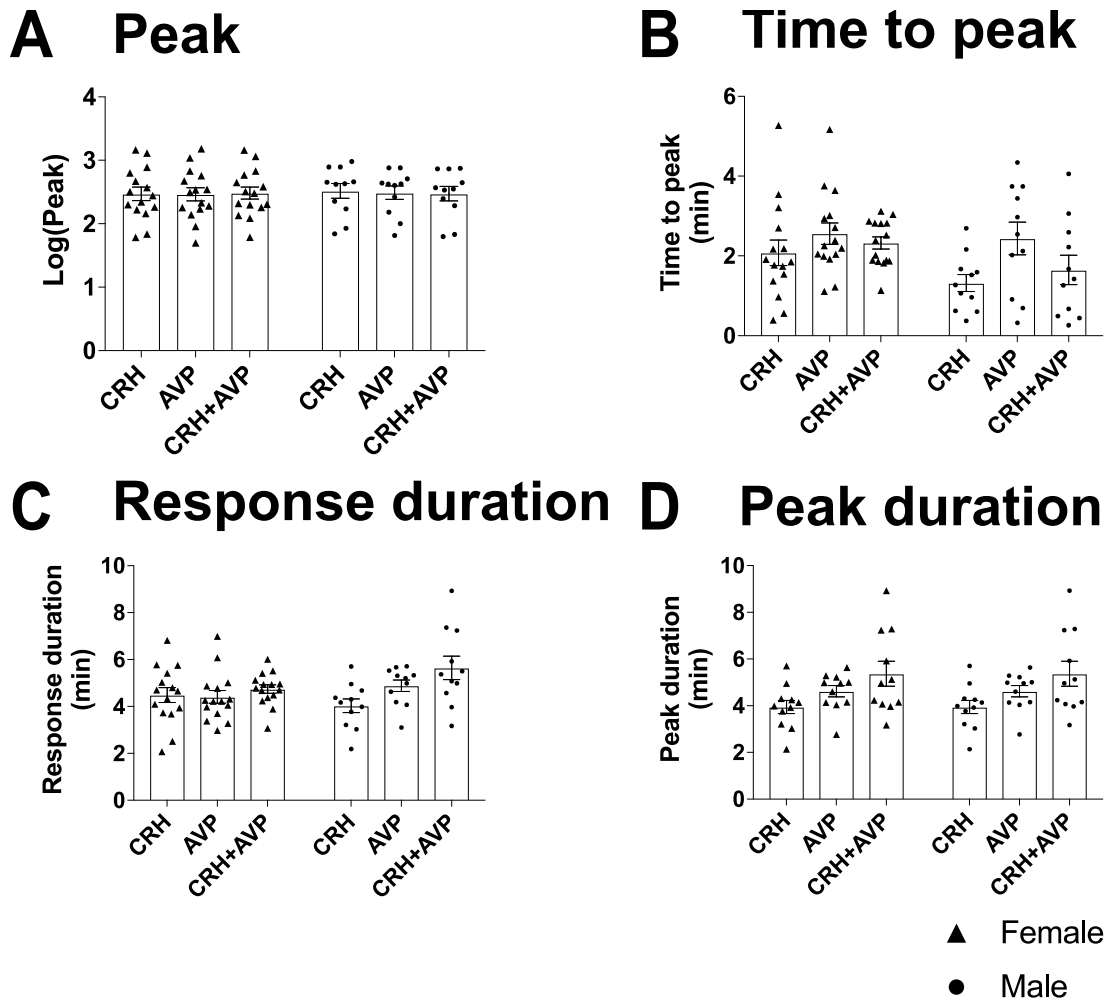 A Peak
4
3
2
1
0
Log(Peak)
CRH
AVP
CRH+AVP
CRH
AVP
CRH+AVP
B Time to peak
6
4
2
0
Time to peak
(min)
CRH
AVP
CRH+AVP
CRH
AVP
CRH+AVP
C Response duration
10
8
6
4
2
0
Response duration
(min)
CRH
AVP
CRH+AVP
CRH
AVP
CRH+AVP
D Peak duration
10
8
6
4
2
0
Peak duration
(min)
CRH
AVP
CRH+AVP
CRH
AVP
CRH+AVP
Female
Male